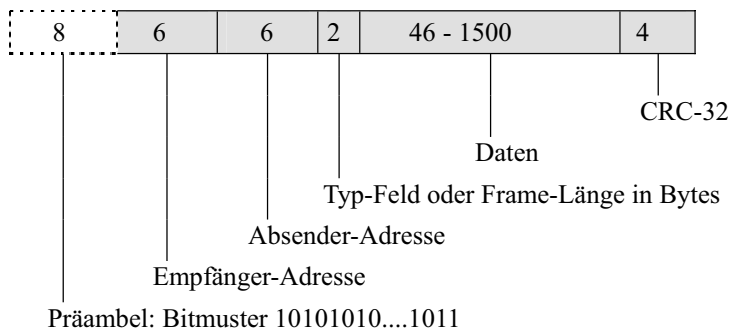 8 6 6 2 46 - 1500 4
CRC-32
Daten
Typ-Feld oder Frame-Länge in Bytes
Absender-Adresse
Empfänger-Adresse
Präambel: Bitmuster 10101010....1011